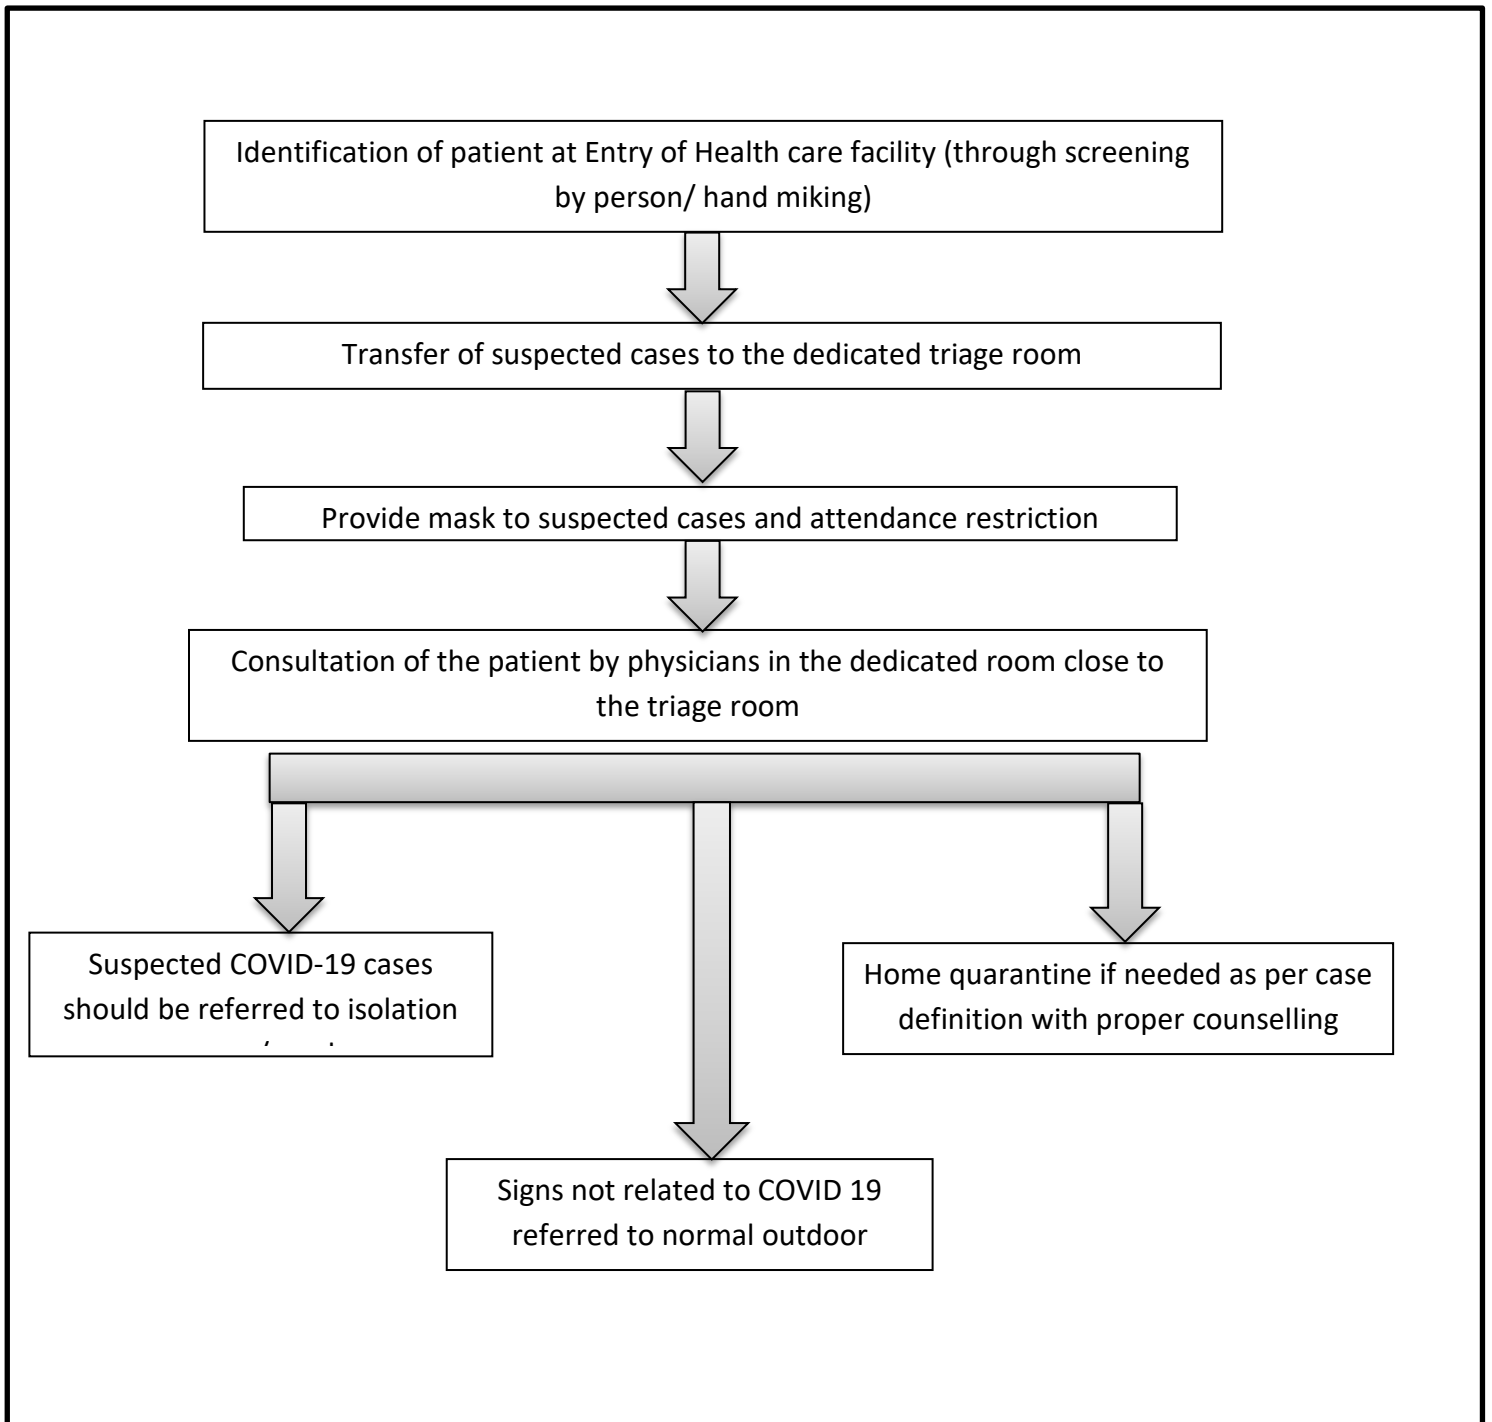 Identification of patient at Entry of Health care facility (through screening
by person/ hand miking)
Transfer of suspected cases to the dedicated triage room
Provide mask to suspected cases and attendance restriction
Consultation of the patient by physicians in the dedicated room close to
the triage room
Suspected COVID-19 cases
should be referred to isolation
Home quarantine if needed as per case
definition with proper counselling
Signs not related to COVID 19
referred to normal outdoor